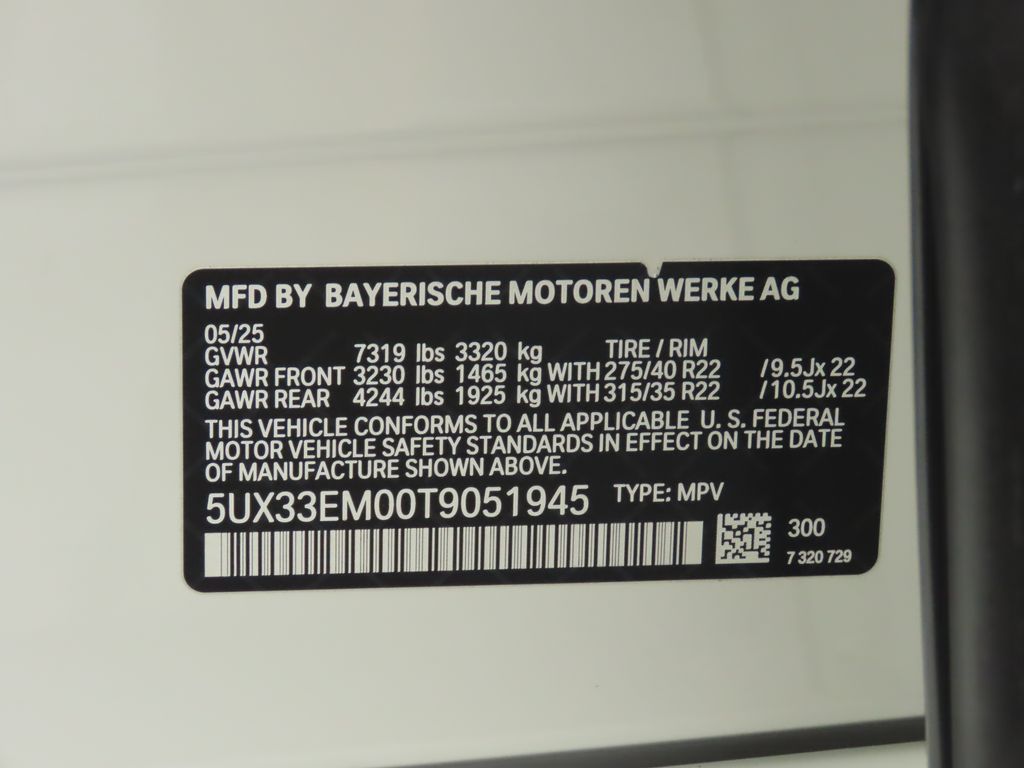 MFD BY BAYERISCHE MOTOREN WERKE AG
05/25
GVWR 7319 lbs 3320 kg TIRE / RIM
GAWR FRONT 3230 lbs 1465 kg WITH 275/40 R22 /9.5Jx 22
GAWR REAR 4244 lbs 1925 kg WITH 315/35 R22 /10.5Jx 22
THIS VEHICLE CONFORMS TO ALL APPLICABLE U. S. FEDERAL
MOTOR VEHICLE SAFETY STANDARDS IN EFFECT ON THE DATE
OF MANUFACTURE SHOWN ABOVE.
5UX33EM00T9051945 TYPE: MPV
300
7 320 729